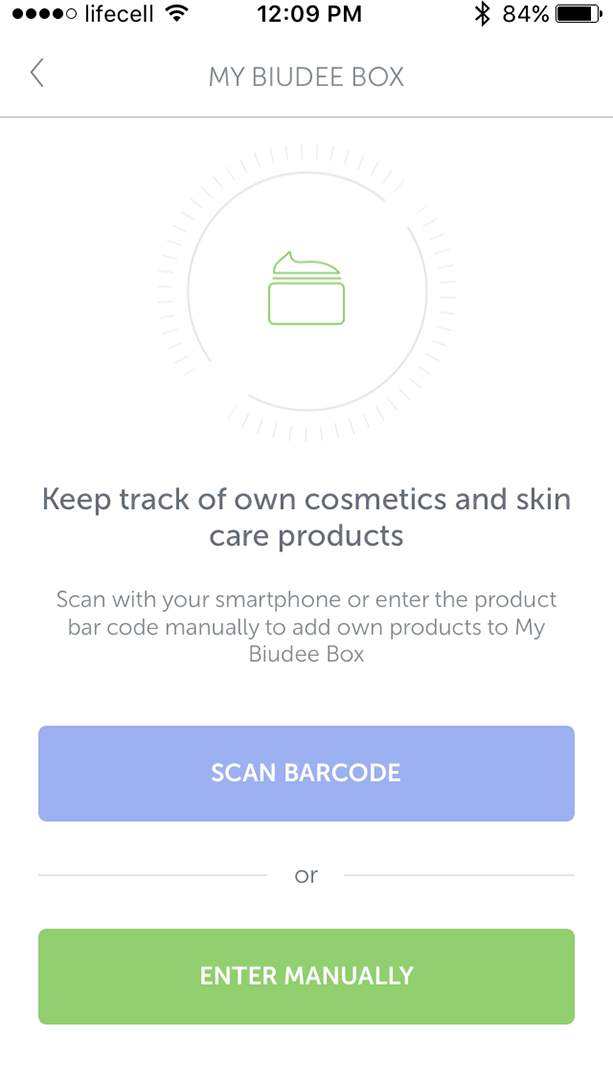 lifecell 12:09 PM 84%
MY BIUDEE BOX
Keep track of own cosmetics and skin
care products
Scan with your smartphone or enter the product
bar code manually to add own products to My
Biudee Box
SCAN BARCODE
or
ENTER MANUALLY